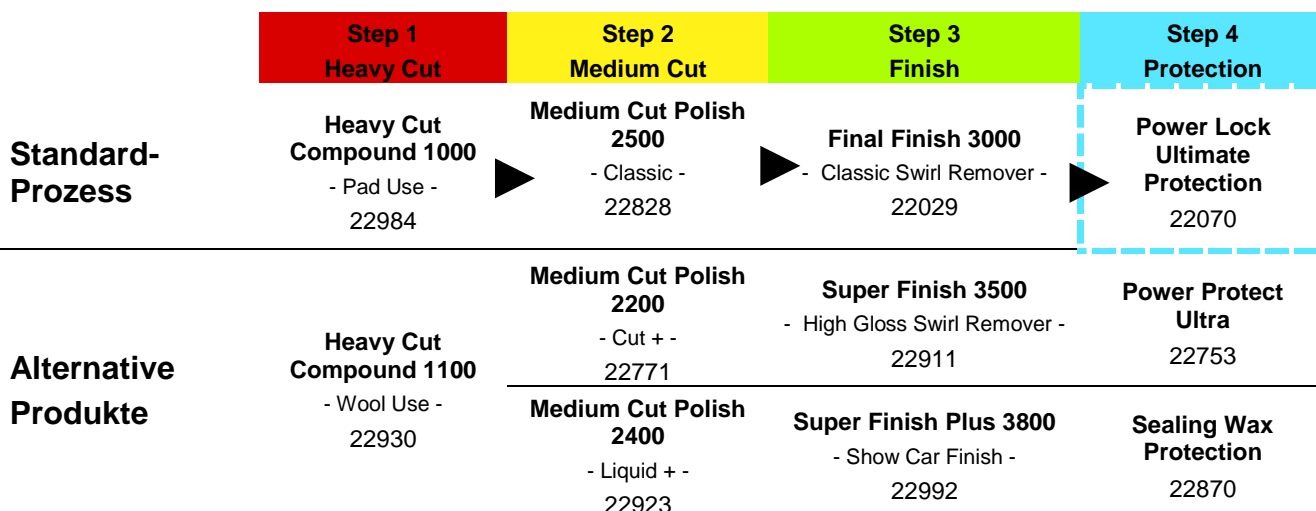 Step 1
Heavy Cut
Step 2
Medium Cut
Step 3
Finish
Step 4
Protection
Standard-
Prozess
Heavy Cut
Compound 1000
- Pad Use -
22984
Medium Cut Polish
2500
- Classic -
22828
Final Finish 3000
- Classic Swirl Remover -
22029
Power Lock
Ultimate
Protection
22070
Alternative
Produkte
Heavy Cut
Compound 1100
- Wool Use -
22930
Medium Cut Polish
2200
- Cut + -
22771
Super Finish 3500
- High Gloss Swirl Remover -
22911
Power Protect
Ultra
22753
Medium Cut Polish
2400
- Liquid + -
22923
Super Finish Plus 3800
- Show Car Finish -
22992
Sealing Wax
Protection
22870